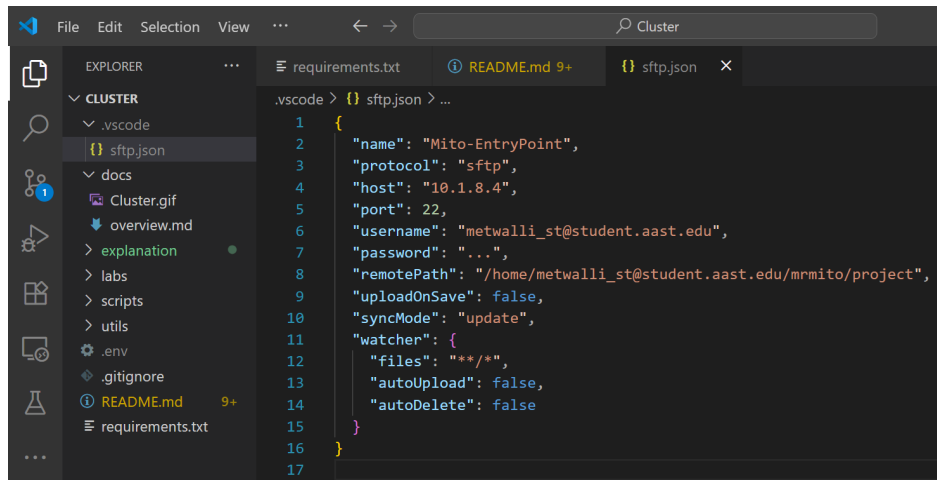 File Edit Selection View ... Cluster
EXPLORER ...
requirements.txt README.md 9+ sftp.json
CLUSTER
.vscode
sftp.json
docs
Cluster.gif
overview.md
explanation
labs
scripts
utils
.env
.gitignore
README.md 9+
requirements.txt
1
.vscode > {} sftp.json > ...
1 {
2 "name": "Mito-EntryPoint",
3 "protocol": "sftp",
4 "host": "10.1.8.4",
5 "port": 22,
6 "username": "metwalli_st@student.aast.edu",
7 "password": "...",
8 "remotePath": "/home/metwalli_st@student.aast.edu/mrmito/project",
9 "uploadOnSave": false,
10 "syncMode": "update",
11 "watcher": {
12 "files": "**/*",
13 "autoUpload": false,
14 "autoDelete": false
15 }
16 }
17